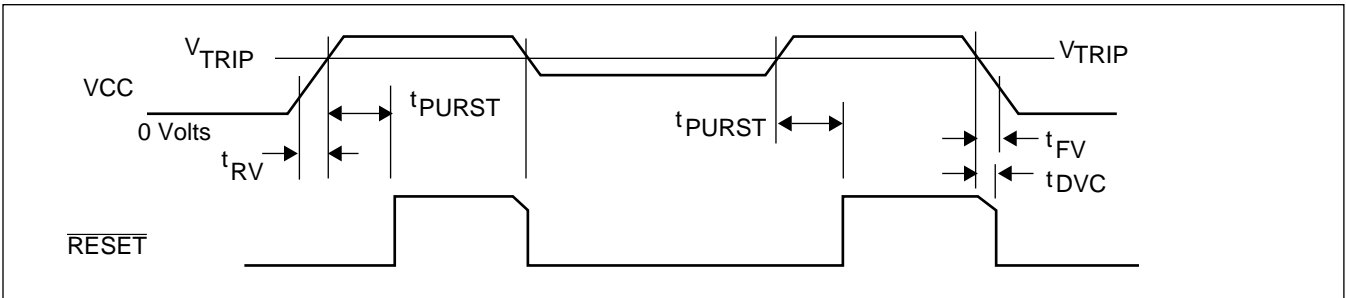 VTRIP
VTRIP
VCC
tPURST
0 Volts
tPURST
tRV
tFV
tDVC
RESET